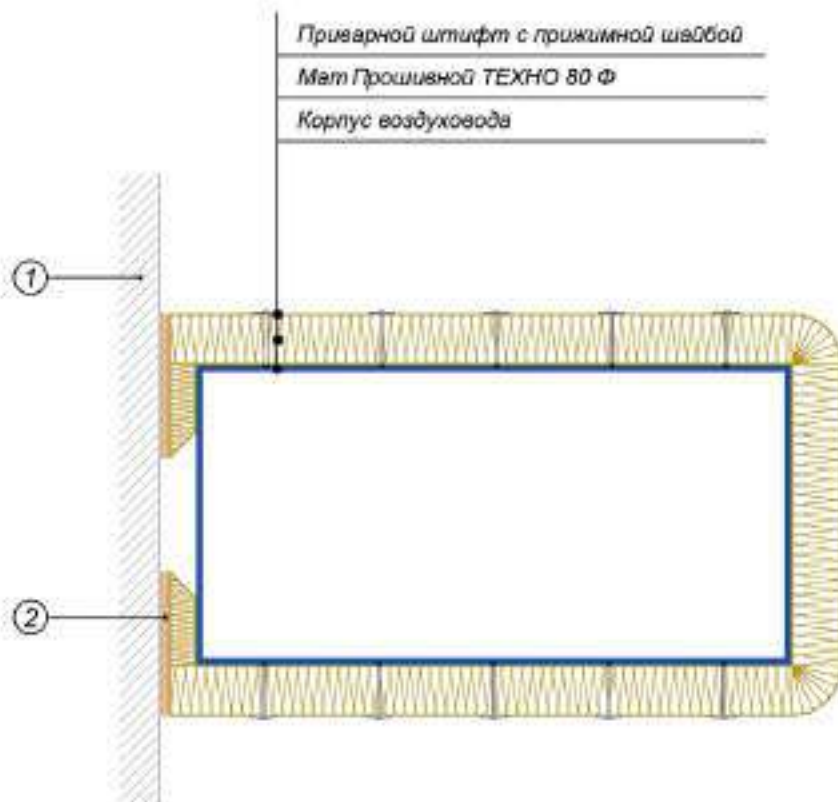 Приварной штифт с прижимной шайбой
Мат Прошивной ТЕХНО 80 Ф
Корпус воздуховода
1
2